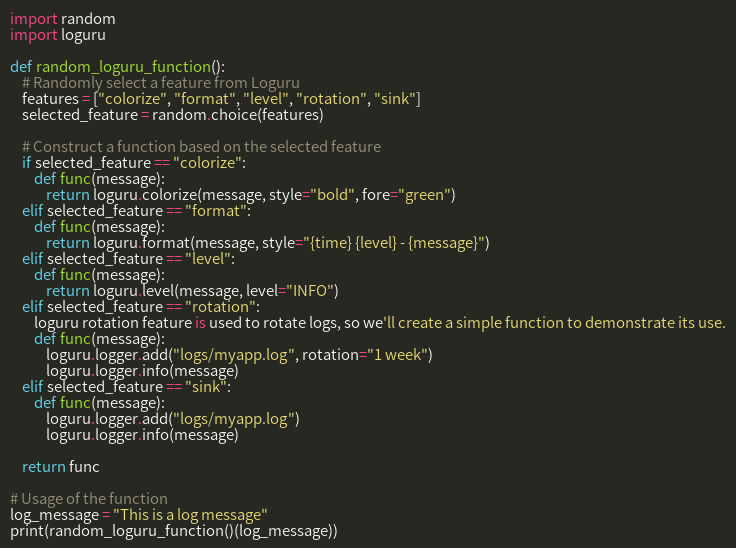 import random
import loguru

def random_loguru_function():
    # Randomly select a feature from Loguru
    features = ["colorize", "format", "level", "rotation", "sink"]
    selected_feature = random.choice(features)

    # Construct a function based on the selected feature
    if selected_feature == "colorize":
        def func(message):
            return loguru.colorize(message, style="bold", fore="green")
    elif selected_feature == "format":
        def func(message):
            return loguru.format(message, style="{time} {level} - {message}")
    elif selected_feature == "level":
        def func(message):
            return loguru.level(message, level="INFO")
    elif selected_feature == "rotation":
        loguru rotation feature is used to rotate logs, so we'll create a simple function to demonstrate its use.
        def func(message):
            loguru.logger.add("logs/myapp.log", rotation="1 week")
            loguru.logger.info(message)
    elif selected_feature == "sink":
        def func(message):
            loguru.logger.add("logs/myapp.log")
            loguru.logger.info(message)

    return func

# Usage of the function
log_message = "This is a log message"
print(random_loguru_function()(log_message))